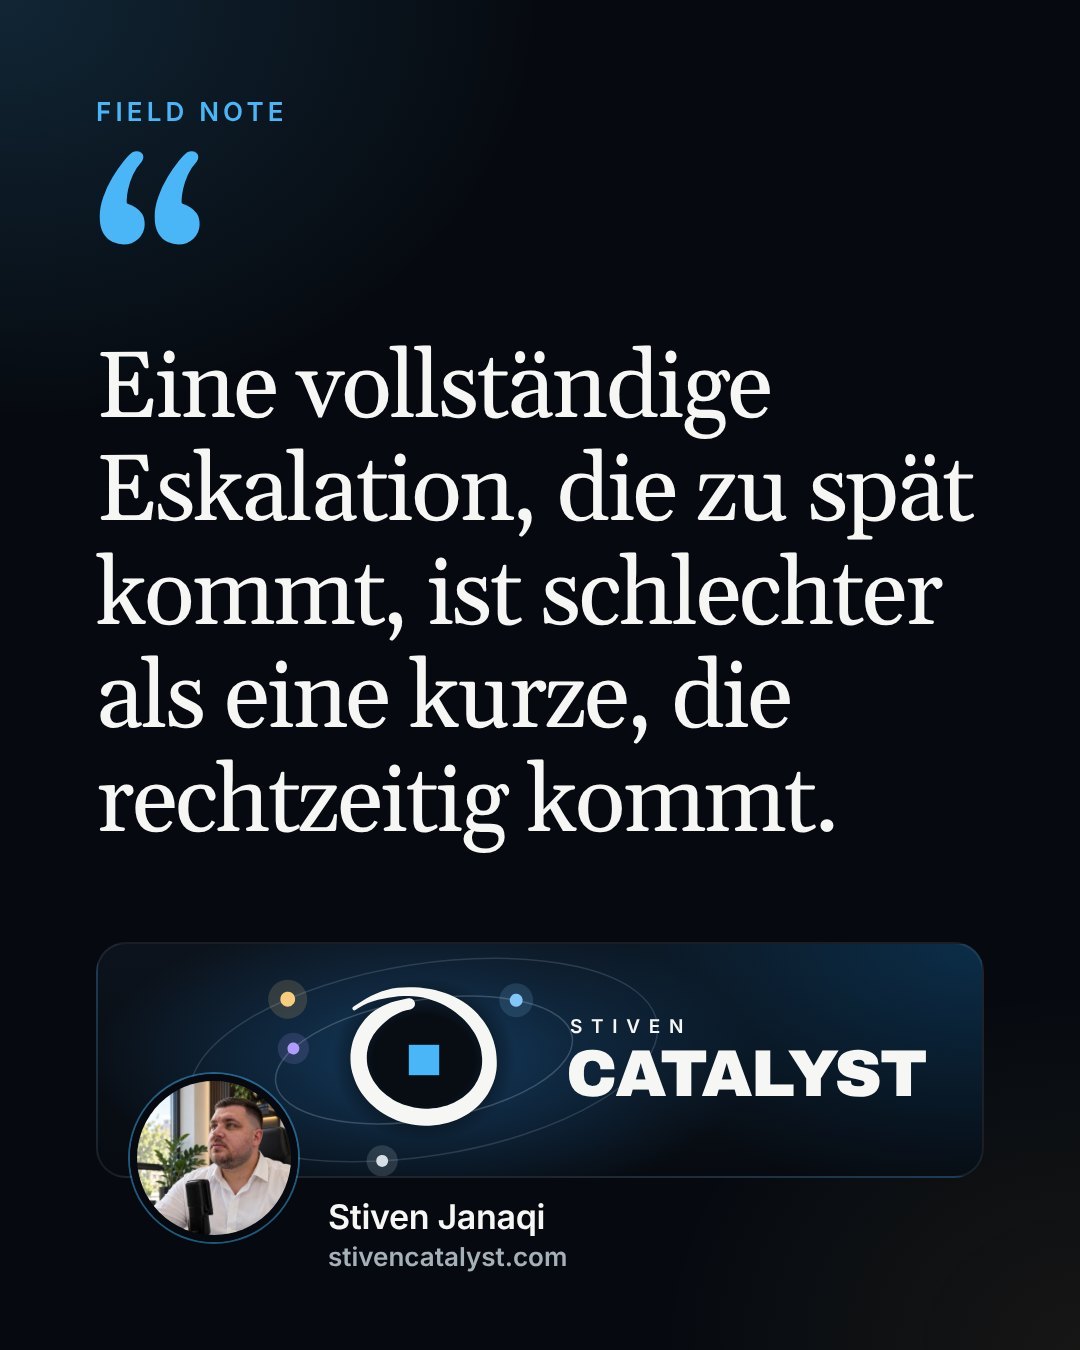 FIELD NOTE
“
Eine vollständige
Eskalation, die zu spät
kommt, ist schlechter
als eine kurze, die
rechtzeitig kommt.
STIVEN
CATALYST
Stiven Janaqi
stivencatalyst.com